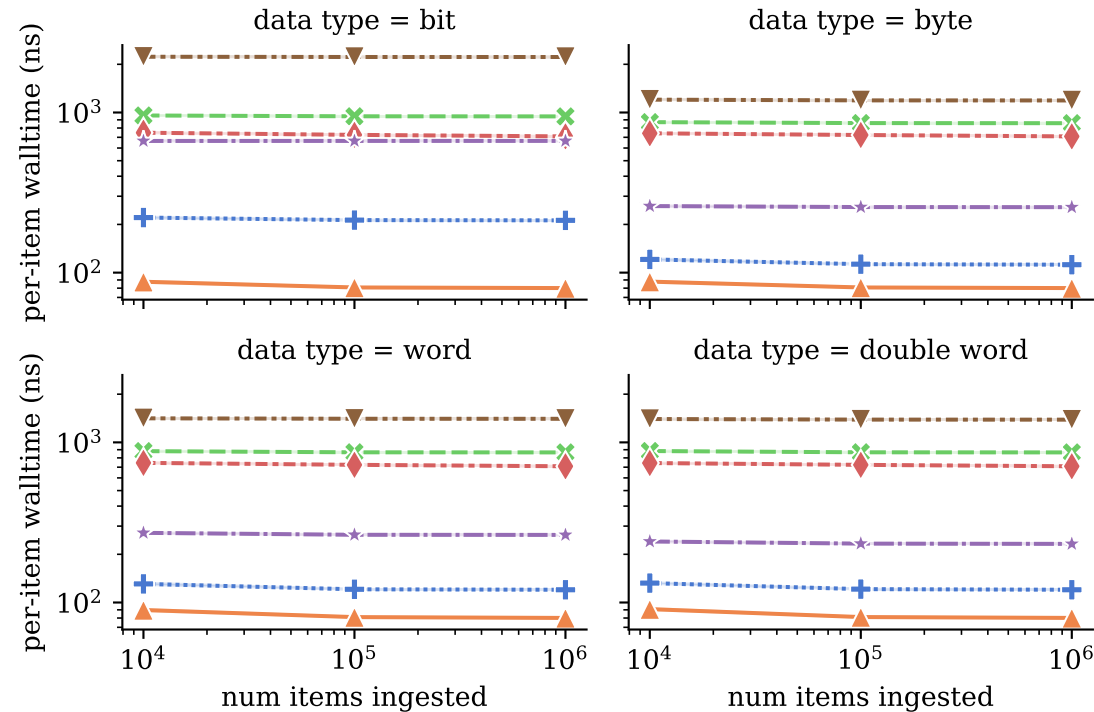 data type = bit
data type = byte
per-item walltime (ns)
10³
10²
data type = word
data type = double word
per-item walltime (ns)
10³
10²
10⁴ 10⁵ 10⁶
10⁴ 10⁵ 10⁶
num items ingested
num items ingested